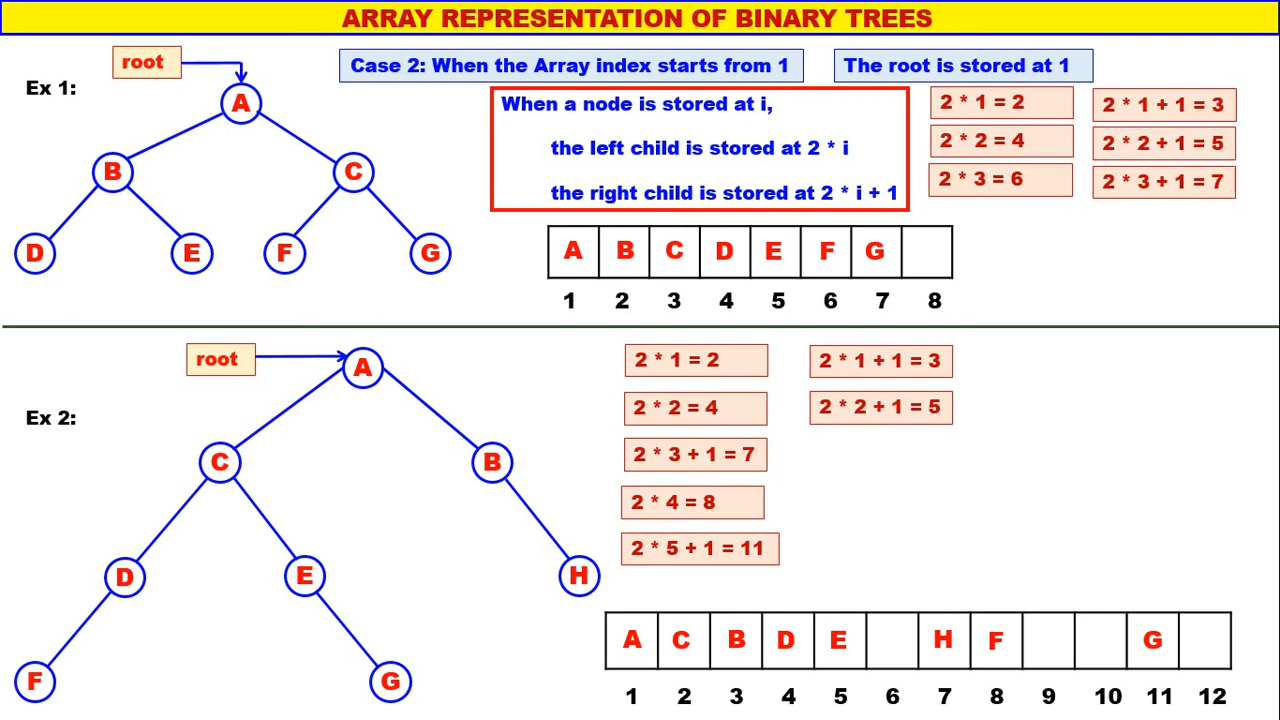 ARRAY REPRESENTATION OF BINARY TREES
root
Case 2: When the Array index starts from 1
The root is stored at 1
Ex 1:
When a node is stored at i,
the left child is stored at 2 * i
the right child is stored at 2 * i + 1
2 * 1 = 2
2 * 1 + 1 = 3
2 * 2 = 4
2 * 2 + 1 = 5
2 * 3 = 6
2 * 3 + 1 = 7
A
B C
D E F G
A B C D E F G
1 2 3 4 5 6 7 8
root
Ex 2:
A
C B
D E H
F G
2 * 1 = 2
2 * 1 + 1 = 3
2 * 2 = 4
2 * 2 + 1 = 5
2 * 3 + 1 = 7
2 * 4 = 8
2 * 5 + 1 = 11
A C B D E H F G
1 2 3 4 5 6 7 8 9 10 11 12